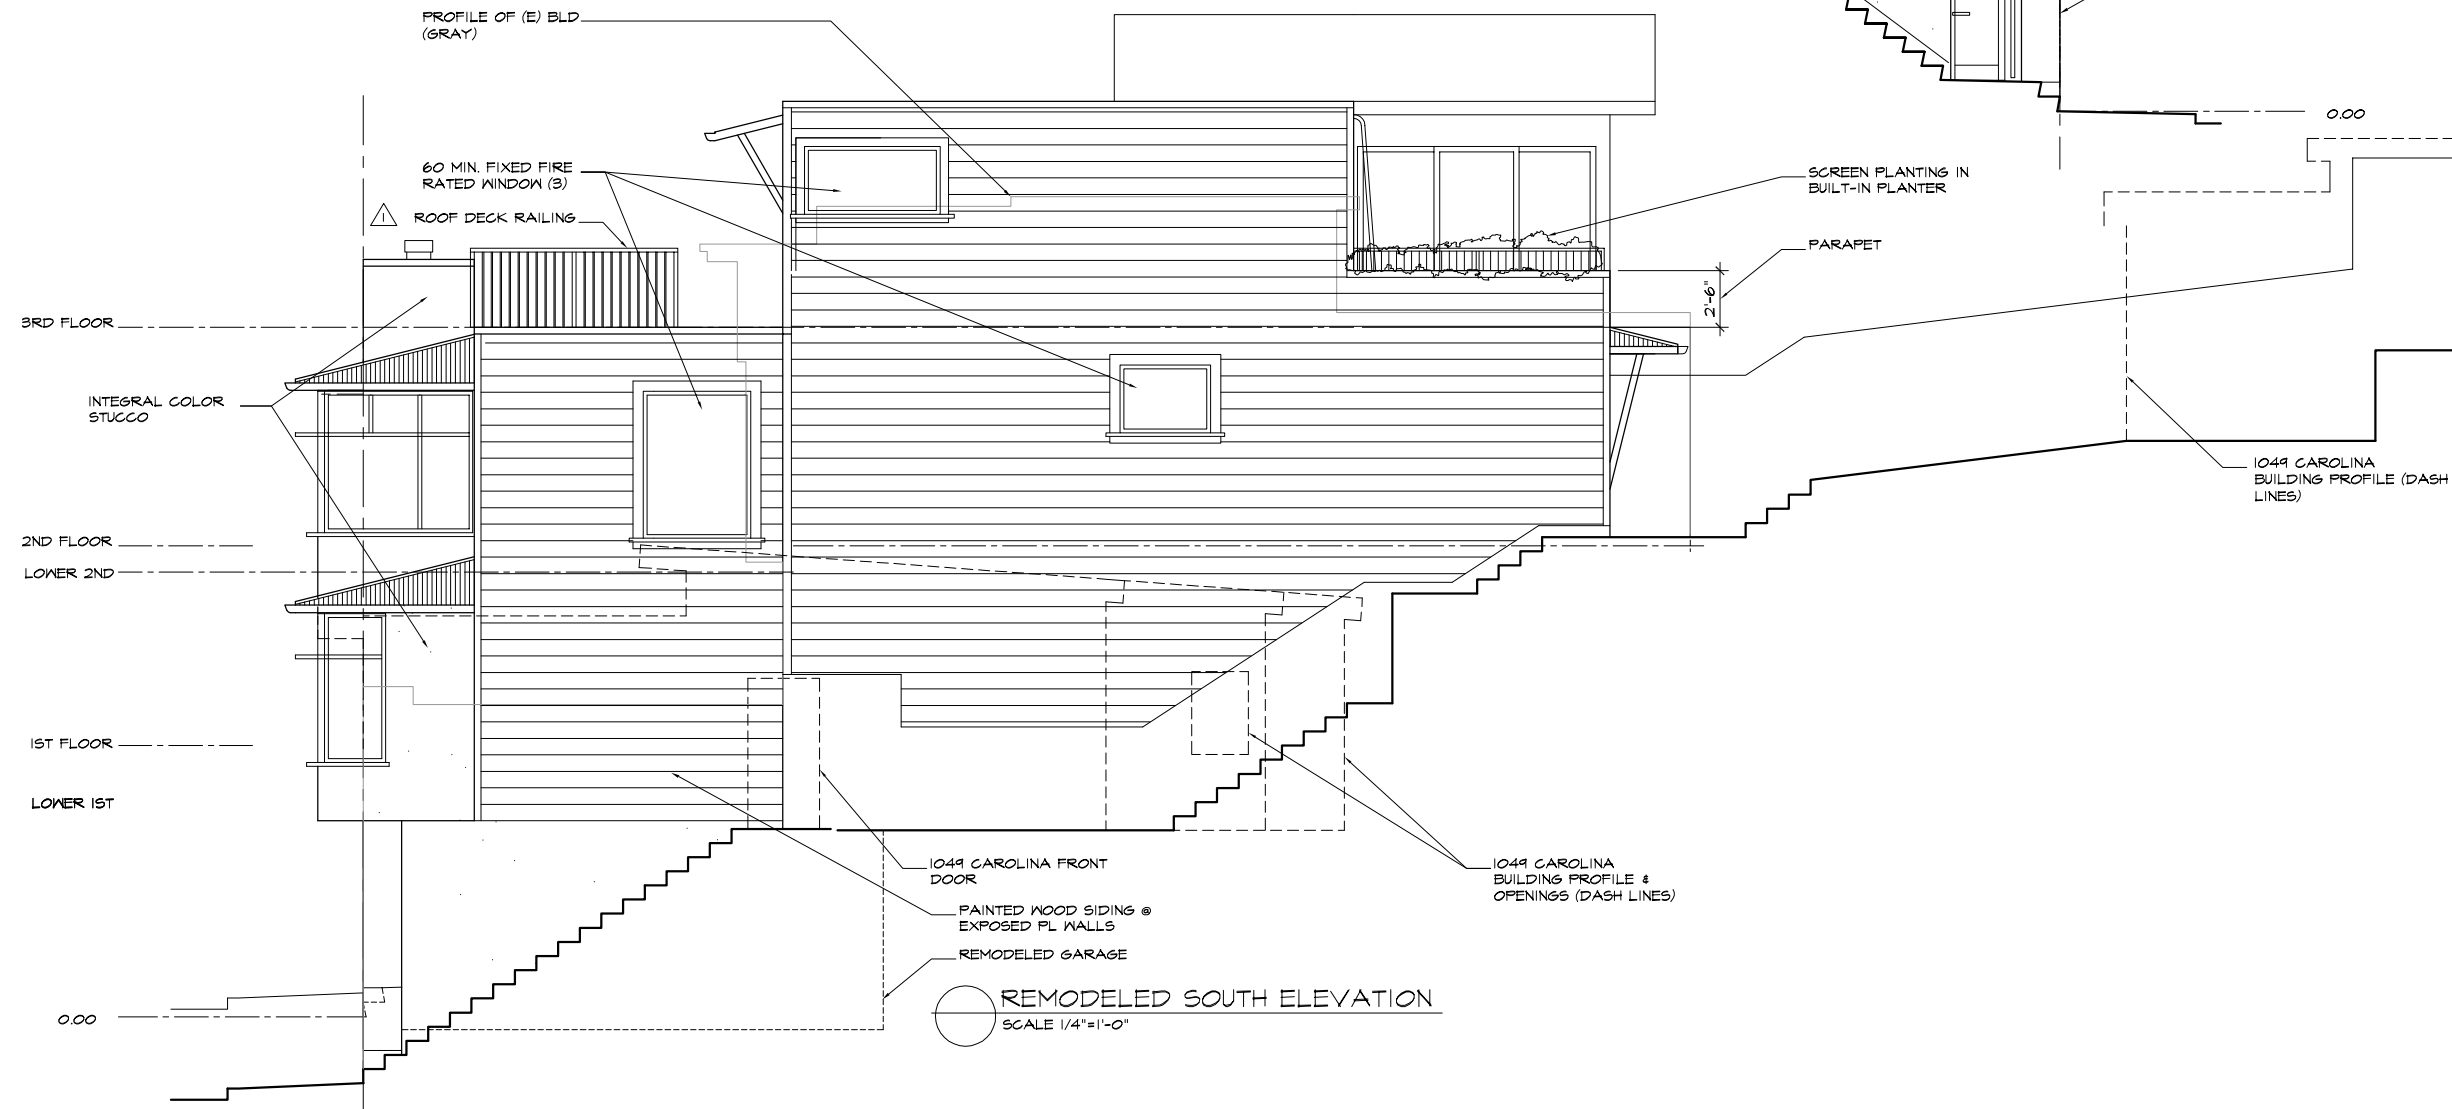 PROFILE OF (E) BLD
(GRAY)
0.00
60 MIN. FIXED FIRE
RATED WINDOW (3)
SCREEN PLANTING IN
BUILT-IN PLANTER
1
ROOF DECK RAILING
PARAPET
2'-6"
3RD FLOOR
INTEGRAL COLOR
STUCCO
1049 CAROLINA
BUILDING PROFILE (DASH
LINES)
2ND FLOOR
LOWER 2ND
1ST FLOOR
LOWER 1ST
1049 CAROLINA FRONT
DOOR
1049 CAROLINA
BUILDING PROFILE &
OPENINGS (DASH LINES)
PAINTED WOOD SIDING @
EXPOSED PL WALLS
REMODELED GARAGE
REMODELED SOUTH ELEVATION
SCALE 1/4"=1'-0"
0.00